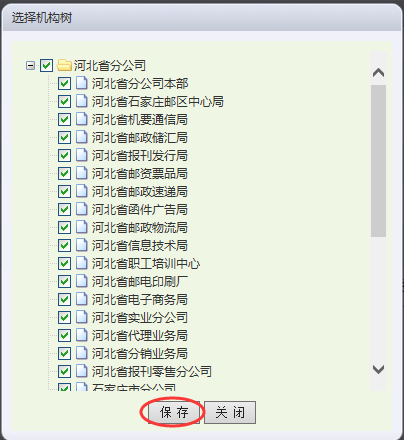 选择机构树
河北省分公司
河北省分公司本部
河北省石家庄邮区中心局
河北省机要通信局
河北省邮政储汇局
河北省报刊发行局
河北省邮资票品局
河北省邮政速递局
河北省函件广告局
河北省邮政物流局
河北省信息技术局
河北省职工培训中心
河北省邮电印刷厂
河北省电子商务局
河北省实业分公司
河北省代理业务局
河北省分销业务局
河北省报刊零售分公司
石家庄市分公司
保 存 关 闭